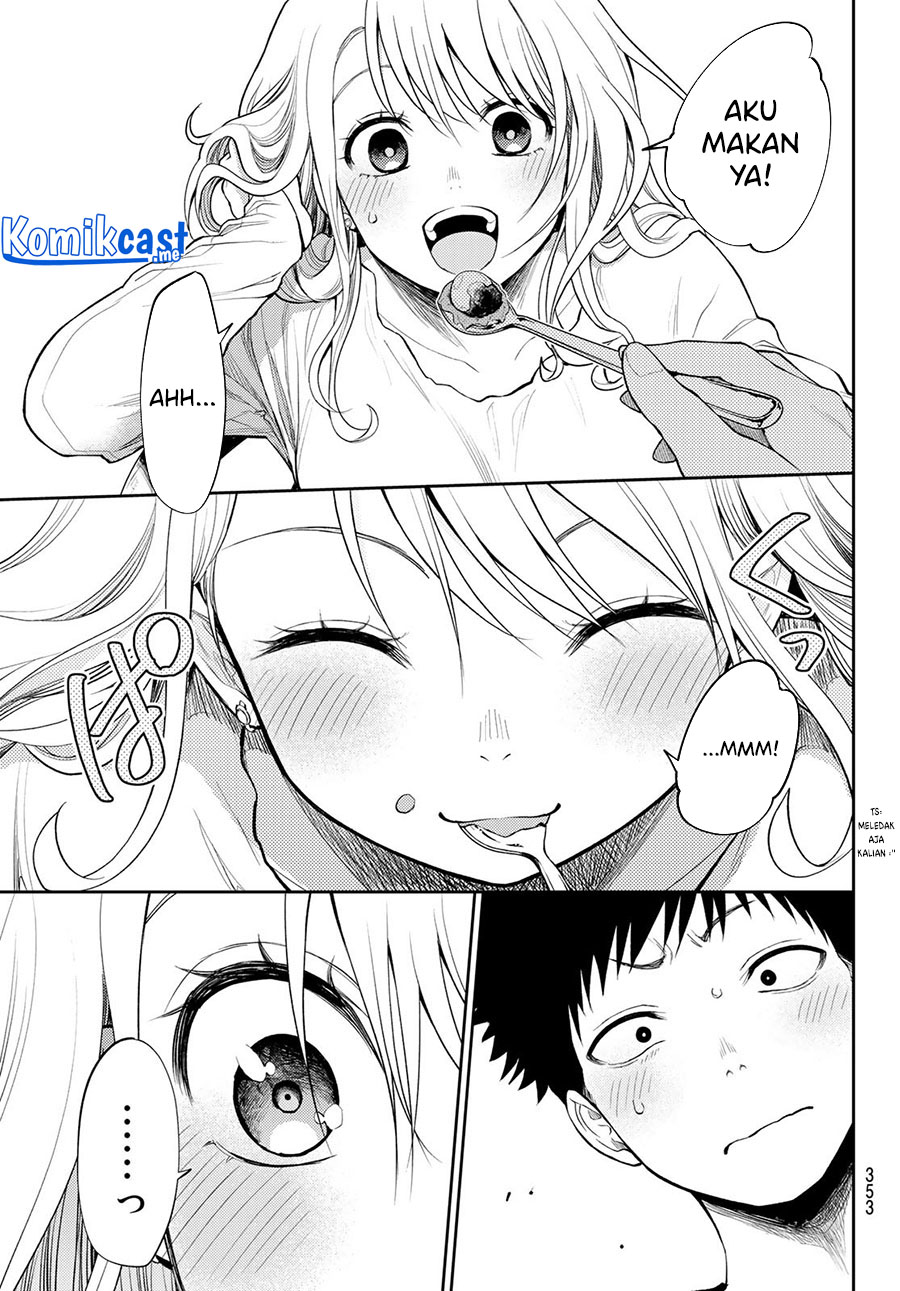 AKU
MAKAN
YA!
Komikcast
.me
AHH...
ぱく
っ
...MMM!
TS:
MELEDAK
AJA
KALIAN :"
……っ
353